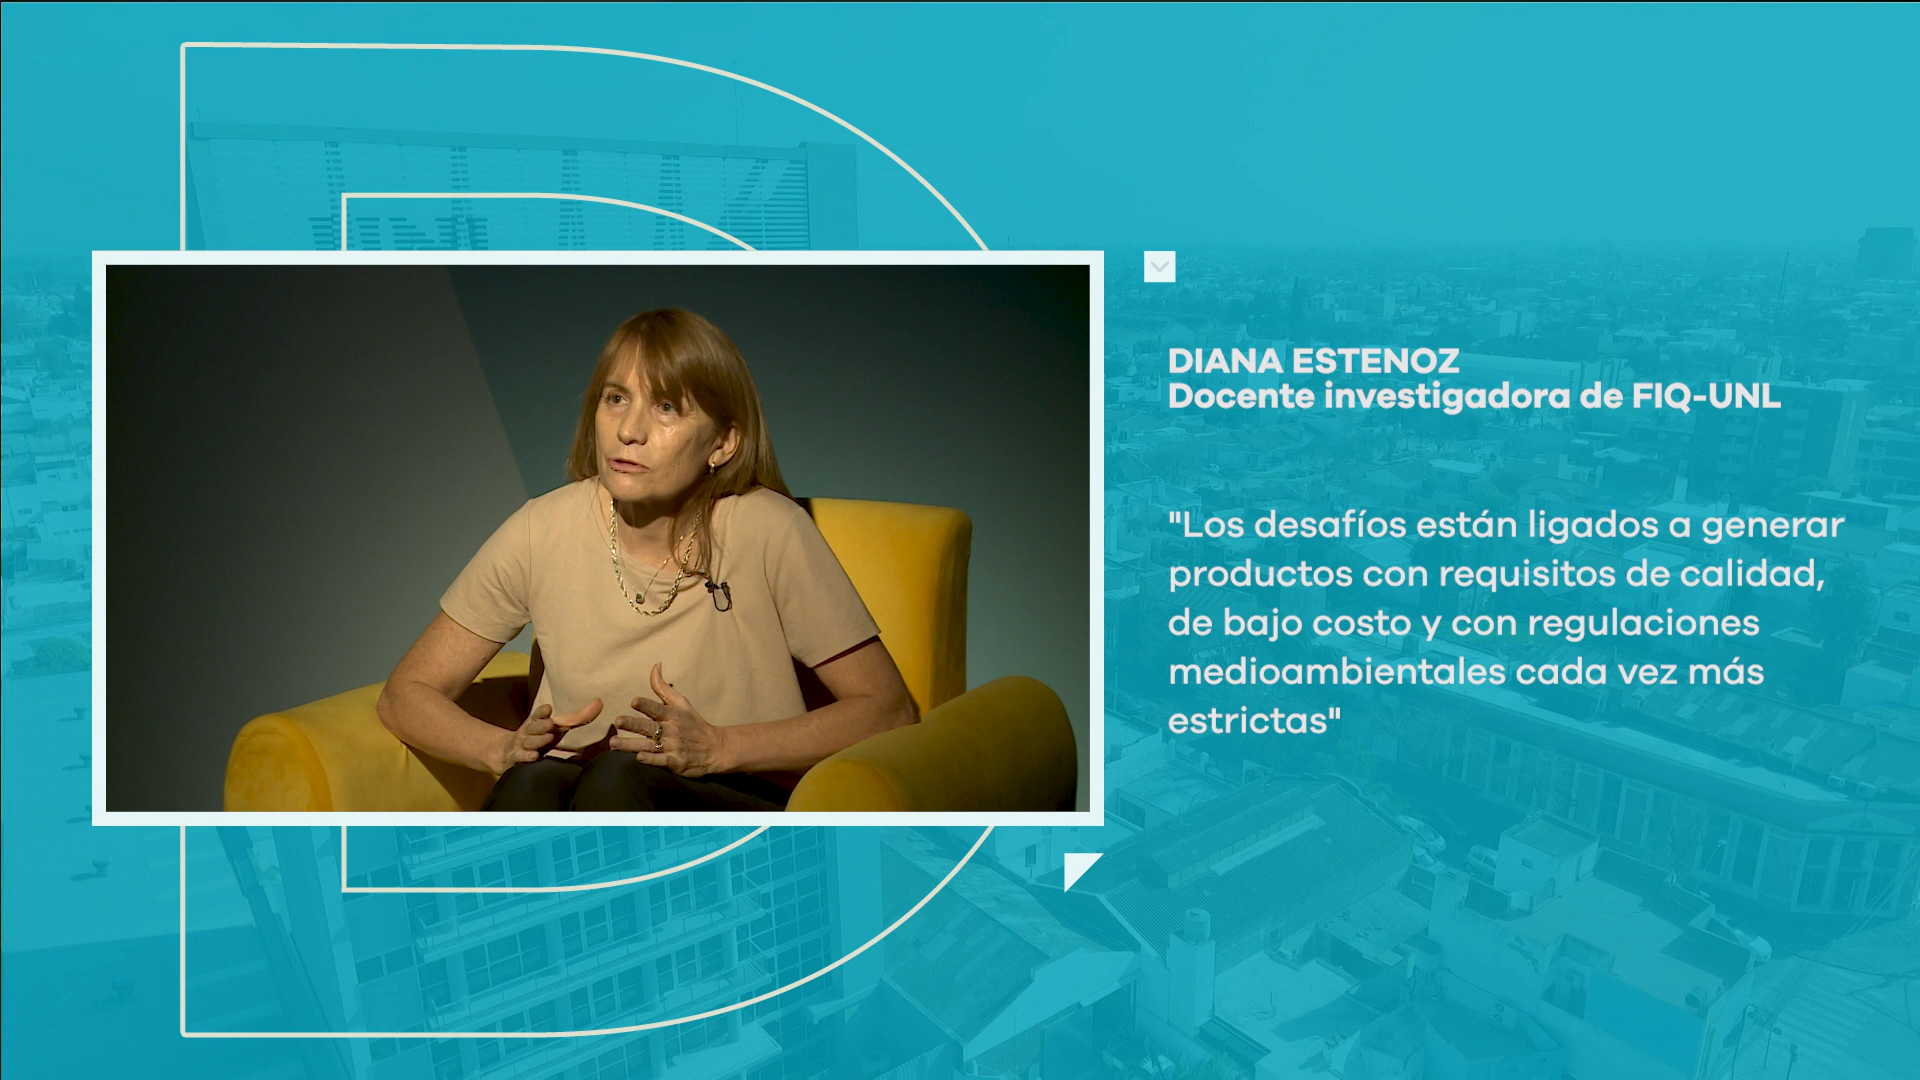 DIANA ESTENOZ
Docente investigadora de FIQ-UNL
"Los desafíos están ligados a generar
productos con requisitos de calidad,
de bajo costo y con regulaciones
medioambientales cada vez más
estrictas"